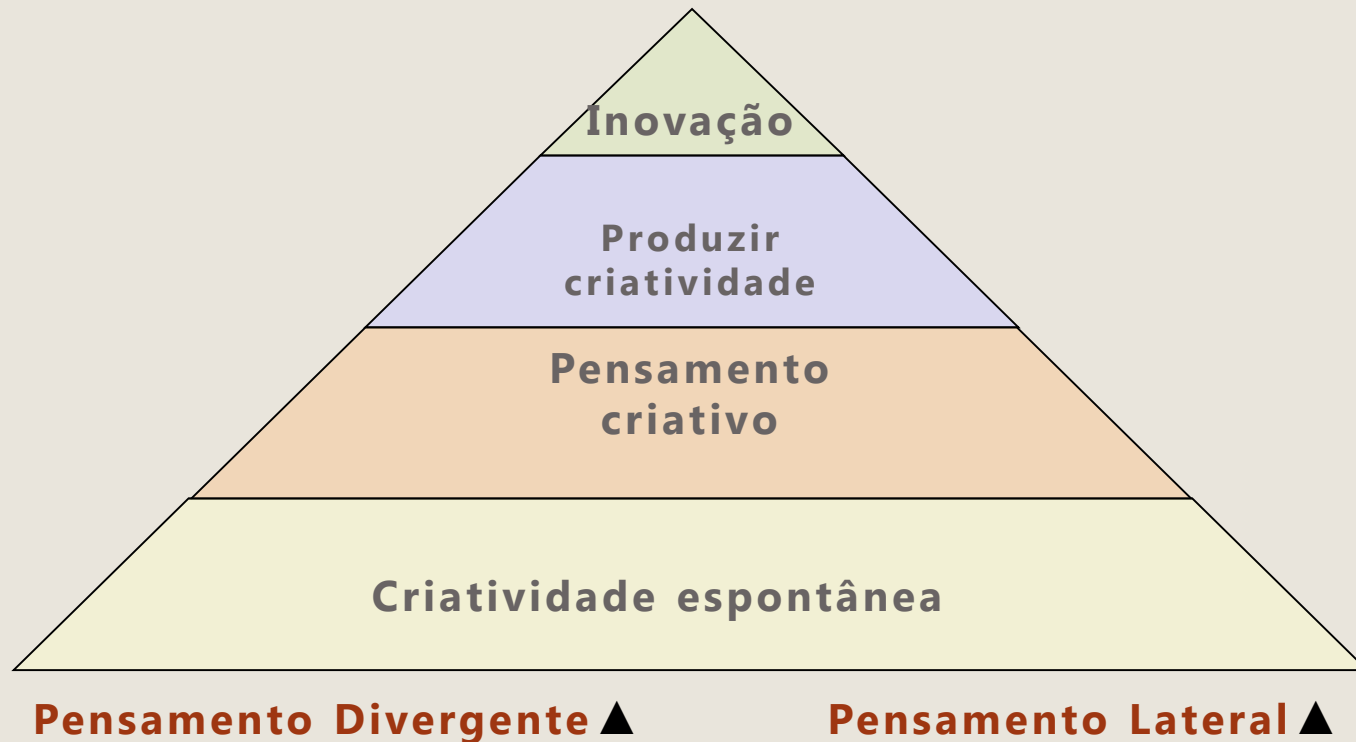 Inovação
Produzir
criatividade
Pensamento
criativo
Criatividade espontânea
Pensamento Divergente▲ Pensamento Lateral▲